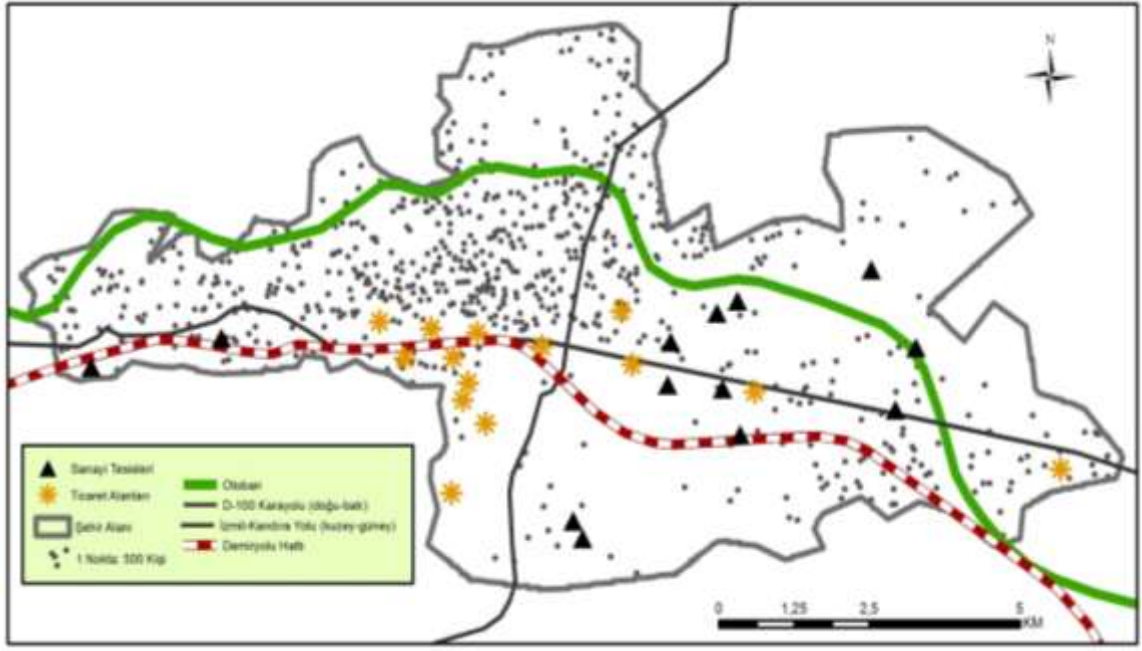 N
Sanayi Tesisleri
Ticaret Alanları
Şehir Alanı
1 Nokta: 500 Kişi
Otoban
D-100 Karayolu (doğu-batı)
İzmit-Kandıra Yolu (kuzey-güney)
Demiryolu Hattı
0 1,25 2,5 5
KM